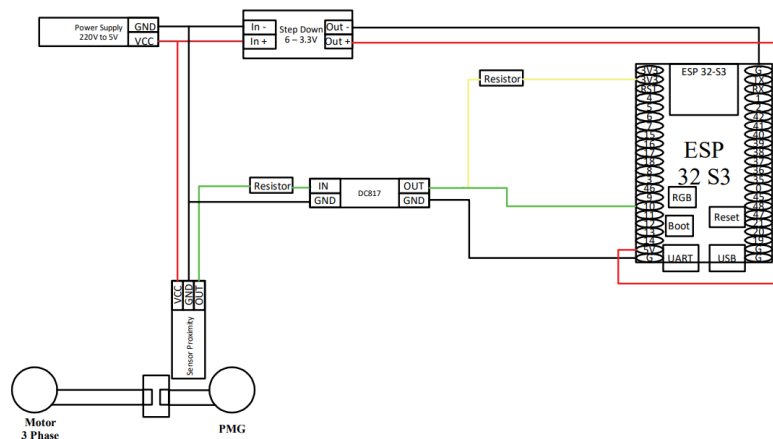 Power Supply
220V to 5V
GND
VCC
In -
In +
Step Down
6 – 3.3V
Out -
Out +
Resistor
Resistor
IN
GND
DC817
OUT
GND
ESP 32-S3
ESP
32 S3
RGB
Boot
Reset
UART
USB
3V3
3V3
RST
4
5
6
7
15
16
17
18
8
3
46
9
10
11
12
13
14
5V
G
G
TX
RX
1
2
42
41
40
39
38
37
36
35
0
45
48
47
21
20
19
G
G
VCC
GND
OUT
Sensor Proximity
Motor
3 Phase
PMG